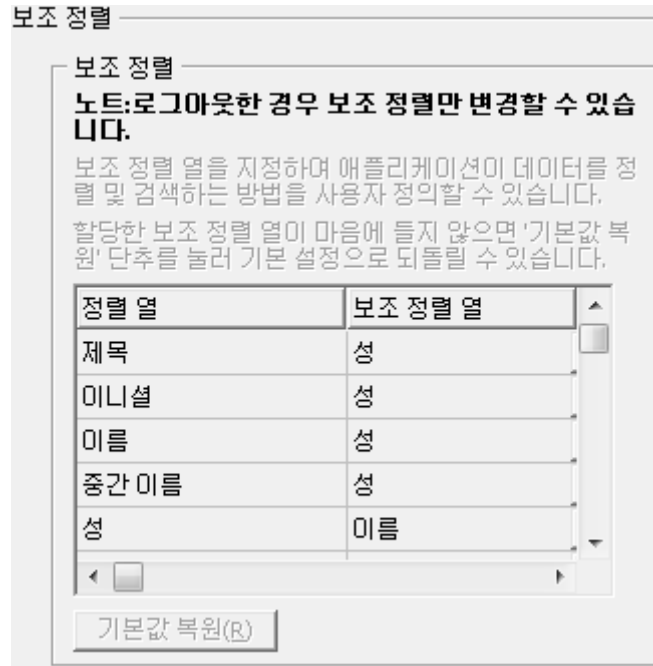 보조 정렬
보조 정렬
노트:로그아웃한 경우 보조 정렬만 변경할 수 있습
니다.
보조 정렬 열을 지정하여 애플리케이션이 데이터를 정
렬 및 검색하는 방법을 사용자 정의할 수 있습니다.
할당한 보조 정렬 열이 마음에 들지 않으면 '기본값 복
원' 단추를 눌러 기본 설정으로 되돌릴 수 있습니다.
정렬 열 보조 정렬 열
제목 성
이니셜 성
이름 성
중간 이름 성
성 이름
기본값 복원(R)